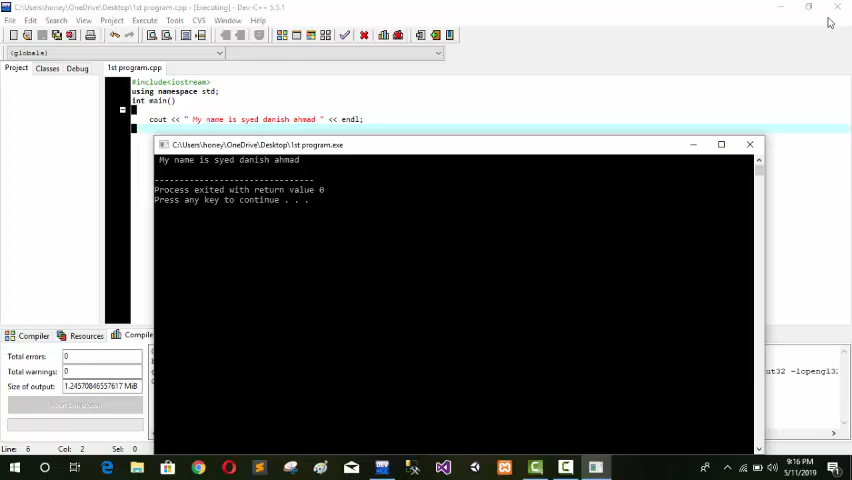 C:\Users\honey\OneDrive\Desktop\1st program.cpp - [Executing] - Dev-C++ 5.5.1
File Edit Search View Project Execute Tools CVS Window Help
(globals)
Project Classes Debug 1st program.cpp
#include<iostream>
using namespace std;
int main()
cout << " My name is syed danish ahmad " << endl;
C:\Users\honey\OneDrive\Desktop\1st program.exe
My name is syed danish ahmad
--------------------------------
Process exited with return value 0
Press any key to continue . . .
Compiler Resources Compile
Total errors: 0
Total warnings: 0
Size of output: 1.24570846557617 MiB
ut32 -lopengl32
Line: 6 Col: 2 Sel: 0
9:16 PM
5/11/2019